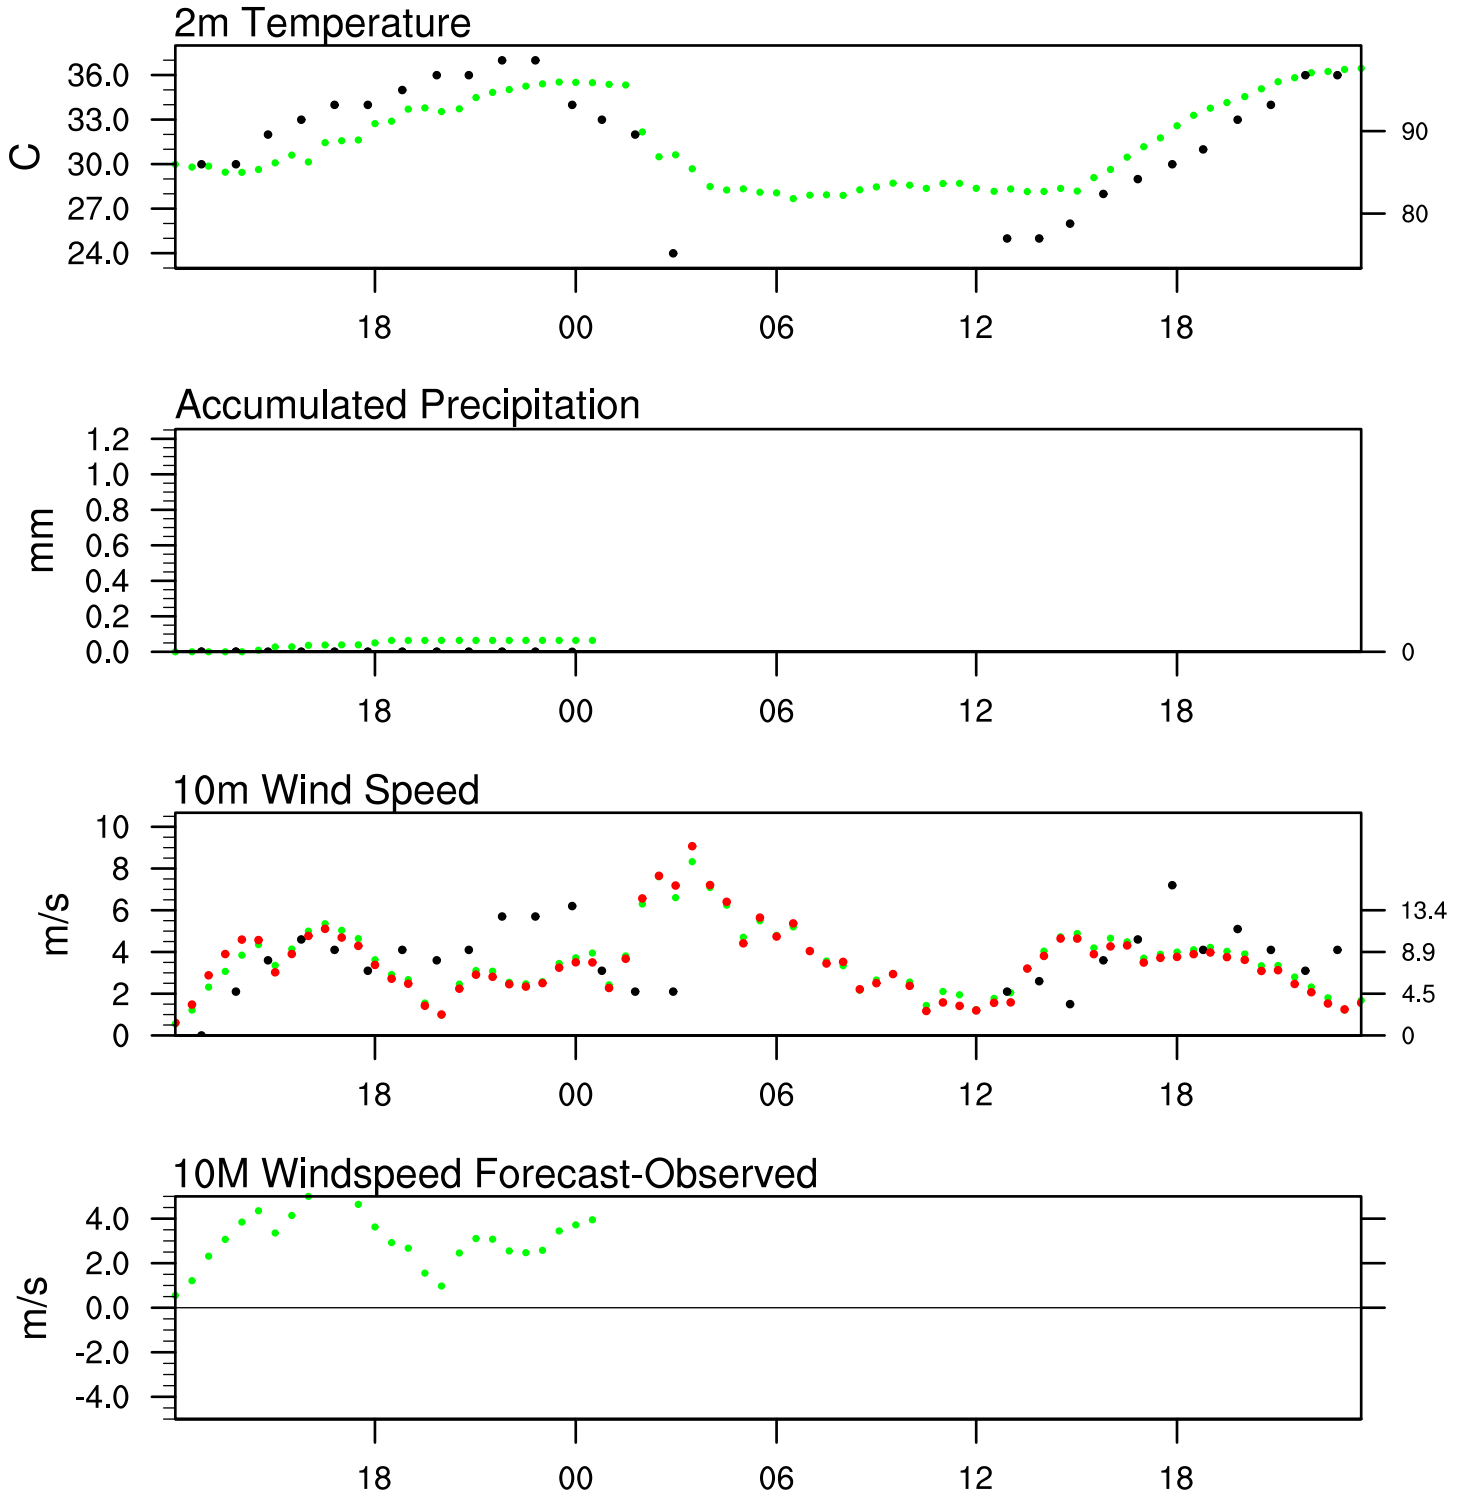 2m Temperature
36.0
33.0
30.0
27.0
24.0
C
90
80
18 00 06 12 18
Accumulated Precipitation
1.2
1.0
0.8
0.6
0.4
0.2
0.0
mm
0
18 00 06 12 18
10m Wind Speed
10
8
6
4
2
0
m/s
13.4
8.9
4.5
0
18 00 06 12 18
10M Windspeed Forecast-Observed
4.0
2.0
0.0
-2.0
-4.0
m/s
18 00 06 12 18